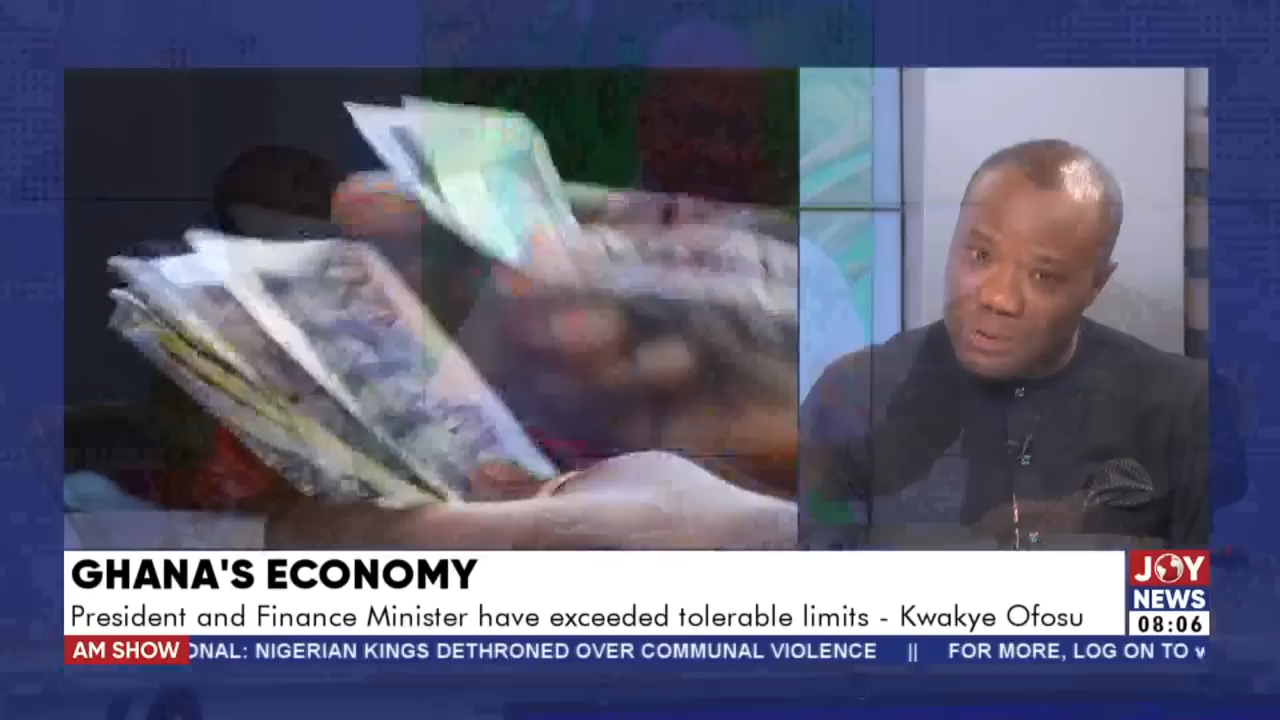 GHANA'S ECONOMY
President and Finance Minister have exceeded tolerable limits - Kwakye Ofosu
JOY
NEWS
08:06
AM SHOW
ONAL: NIGERIAN KINGS DETHRONED OVER COMMUNAL VIOLENCE || FOR MORE, LOG ON TO